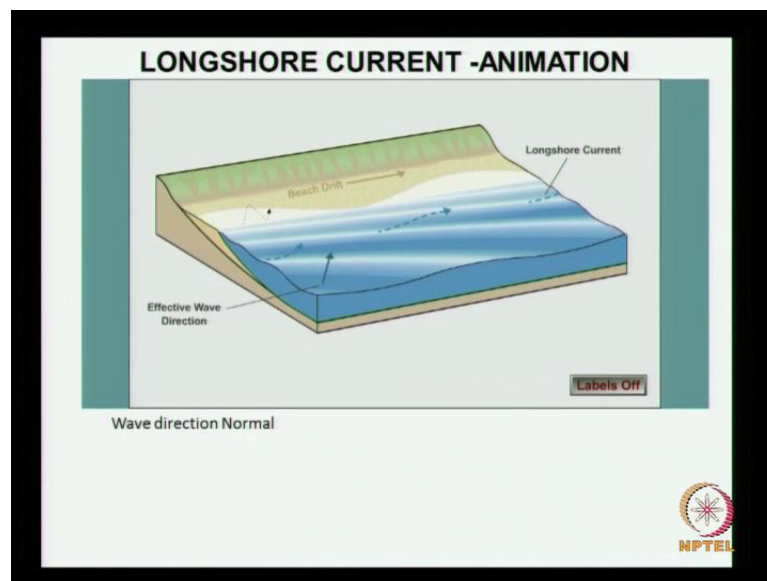 LONGSHORE CURRENT -ANIMATION
Longshore Current
Beach Drift
Effective Wave
Direction
Labels Off
Wave direction Normal
NPTEL